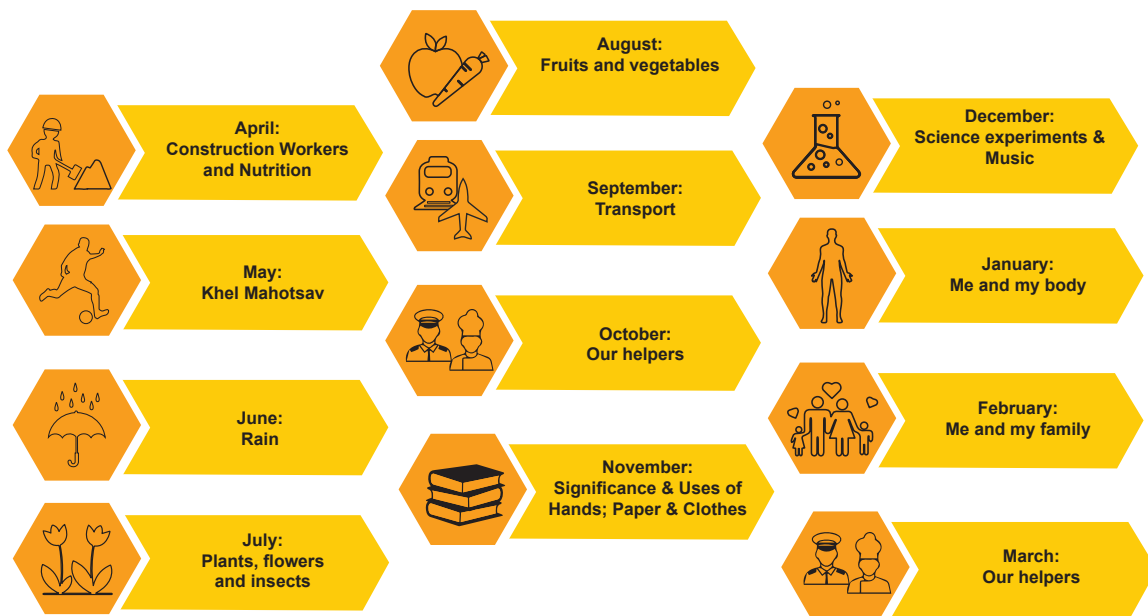 April:
Construction Workers
and Nutrition
May:
Khel Mahotsav
June:
Rain
July:
Plants, flowers
and insects
August:
Fruits and vegetables
September:
Transport
October:
Our helpers
November:
Significance & Uses of
Hands; Paper & Clothes
December:
Science experiments &
Music
January:
Me and my body
February:
Me and my family
March:
Our helpers